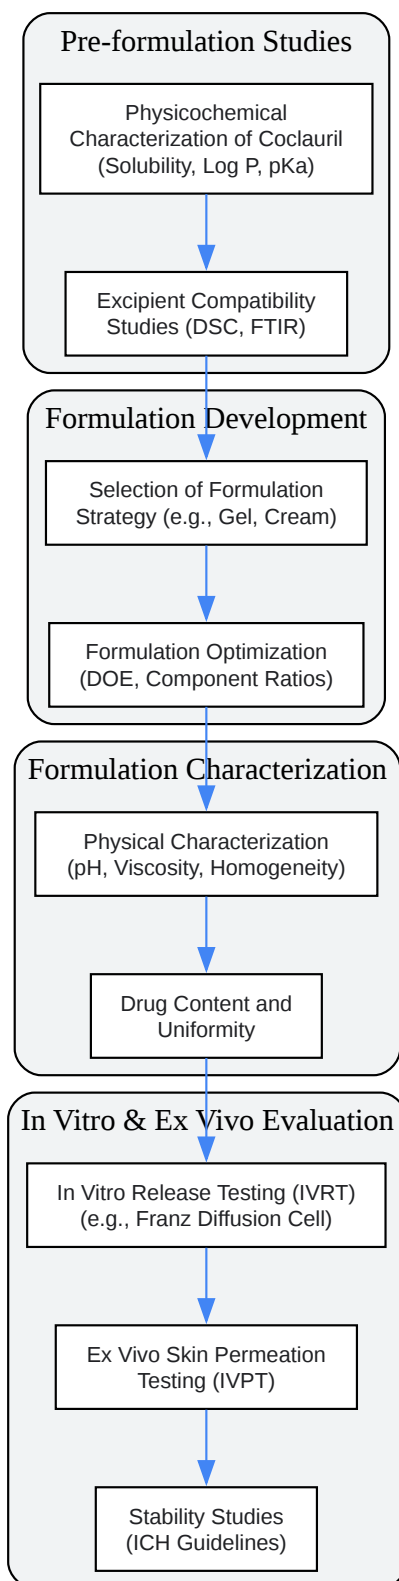 Pre-formulation Studies
Physicochemical
Characterization of Coclauril
(Solubility, Log P, pKa)
Excipient Compatibility
Studies (DSC, FTIR)
Formulation Development
Selection of Formulation
Strategy (e.g., Gel, Cream)
Formulation Optimization
(DOE, Component Ratios)
Formulation Characterization
Physical Characterization
(pH, Viscosity, Homogeneity)
Drug Content and
Uniformity
In Vitro & Ex Vivo Evaluation
In Vitro Release Testing (IVRT)
(e.g., Franz Diffusion Cell)
Ex Vivo Skin Permeation
Testing (IVPT)
Stability Studies
(ICH Guidelines)